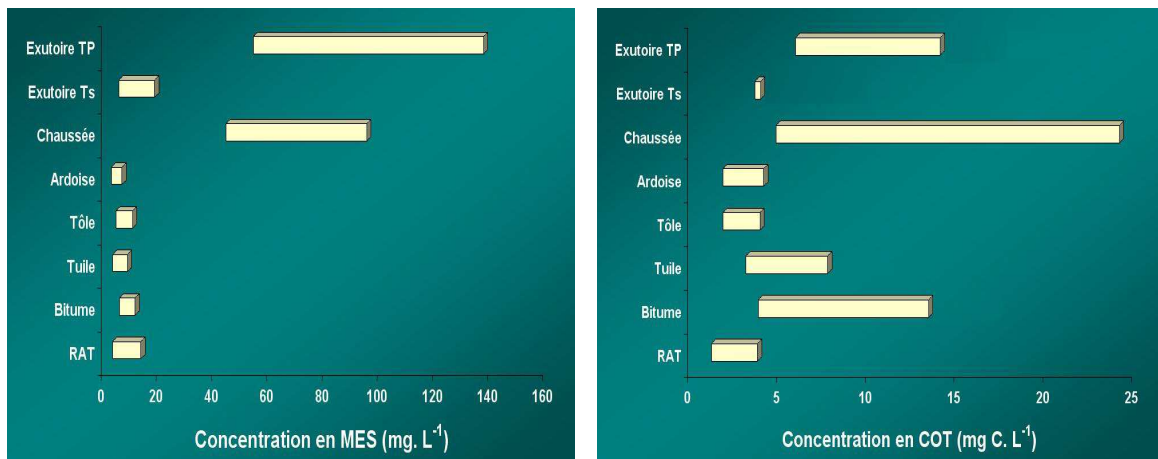 Exutoire TP
Exutoire Ts
Chaussée
Ardoise
Tôle
Tuile
Bitume
RAT
0 20 40 60 80 100 120 140 160
Concentration en MES (mg. L-1)
Exutoire TP
Exutoire Ts
Chaussée
Ardoise
Tôle
Tuile
Bitume
RAT
0 5 10 15 20 25
Concentration en COT (mg C. L-1)